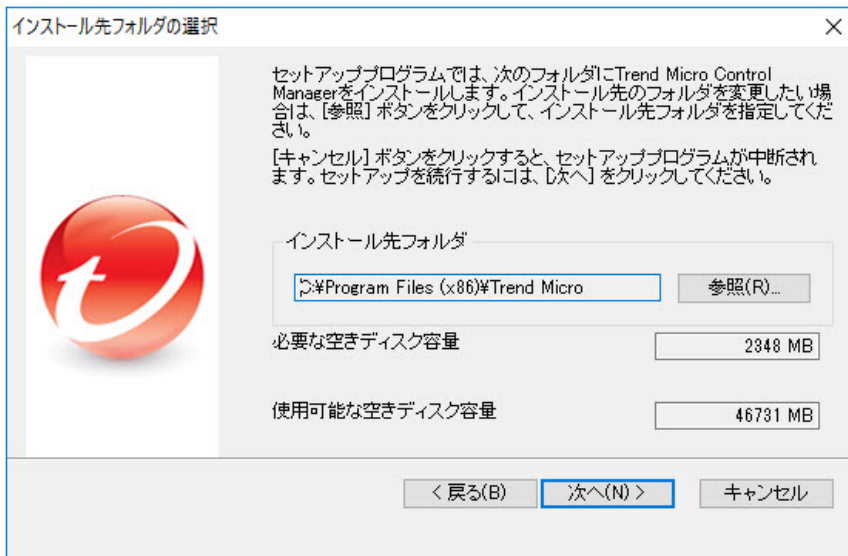 インストール先フォルダの選択
セットアッププログラムでは、次のフォルダにTrend Micro Control
Managerをインストールします。インストール先のフォルダを変更したい場
合は、[参照] ボタンをクリックして、インストール先フォルダを指定してくだ
さい。
[キャンセル] ボタンをクリックすると、セットアッププログラムが中断され
ます。セットアップを続行するには、[次へ] をクリックしてください。
インストール先フォルダ
C:¥Program Files (x86)¥Trend Micro
参照(R)...
必要な空きディスク容量
2348 MB
使用可能な空きディスク容量
46731 MB
< 戻る(B)
次へ(N) >
キャンセル